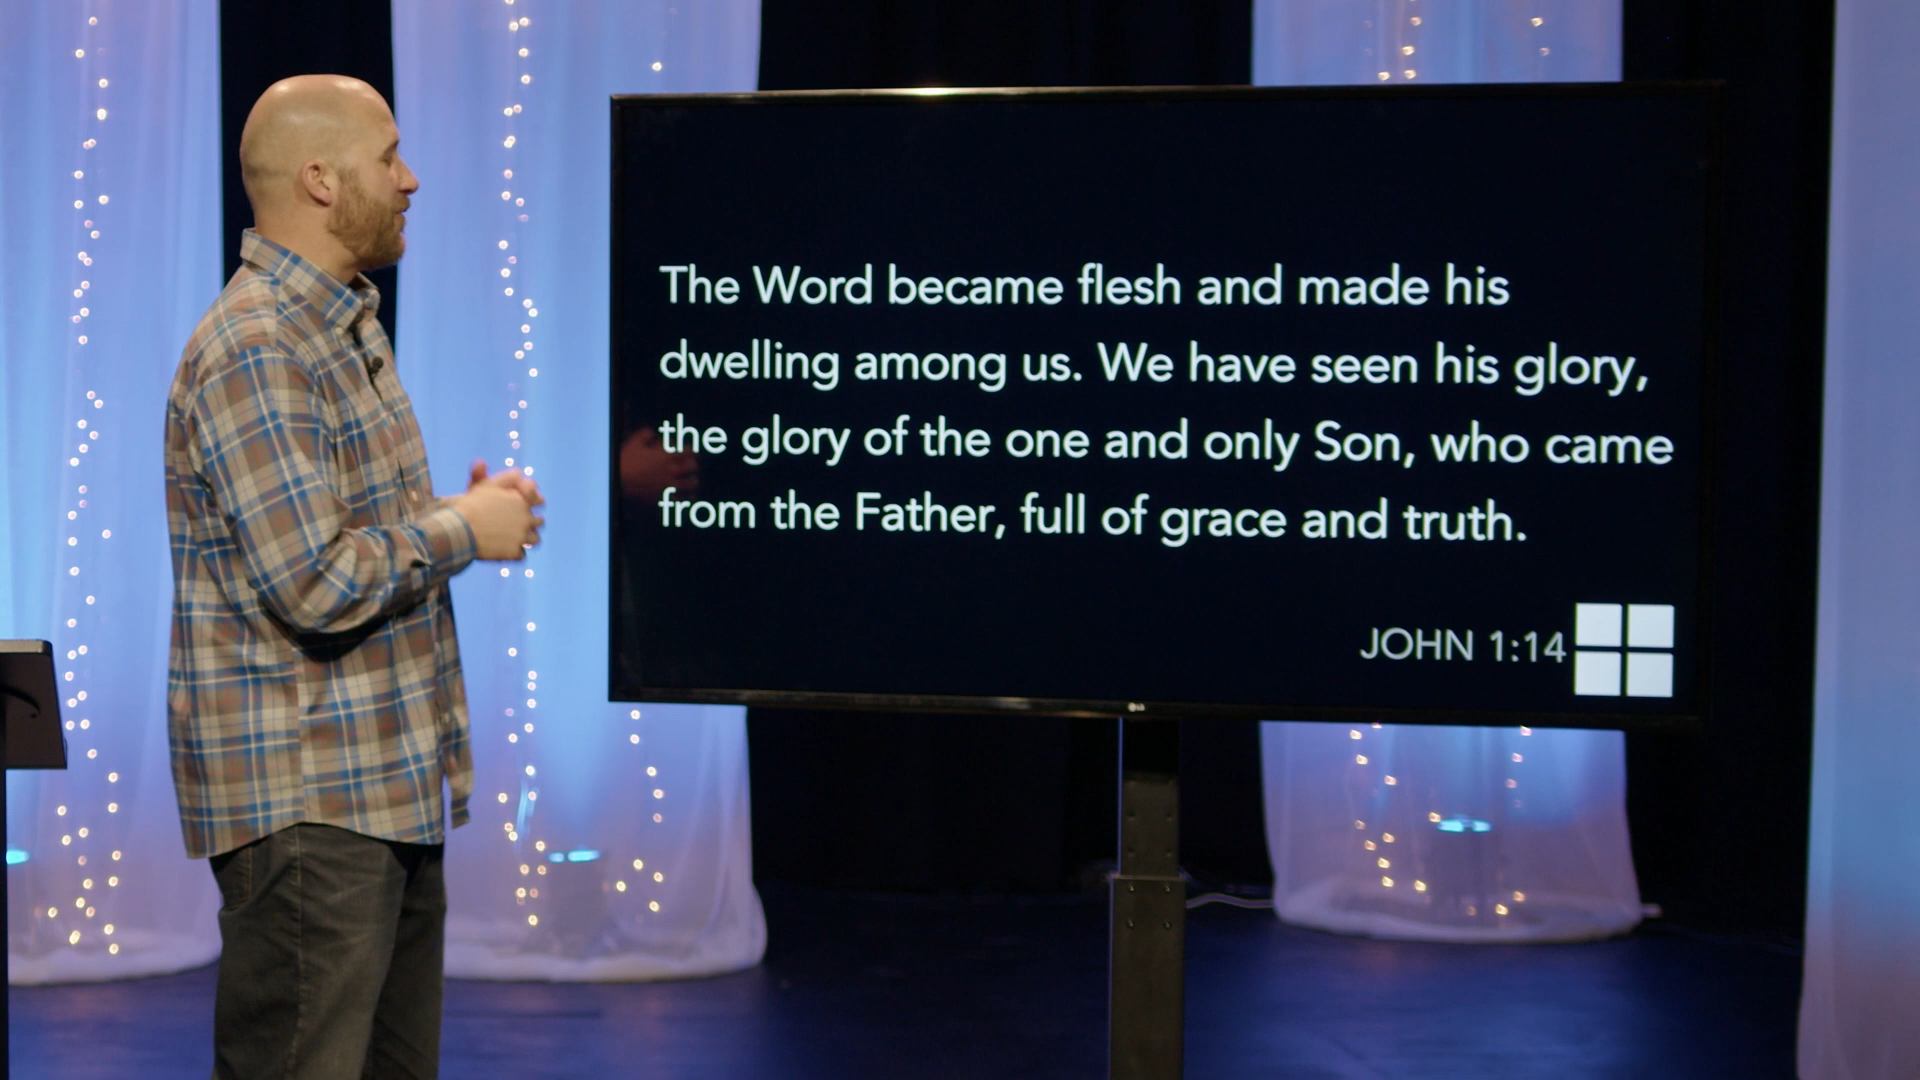 The Word became flesh and made his
dwelling among us. We have seen his glory,
the glory of the one and only Son, who came
from the Father, full of grace and truth.
JOHN 1:14